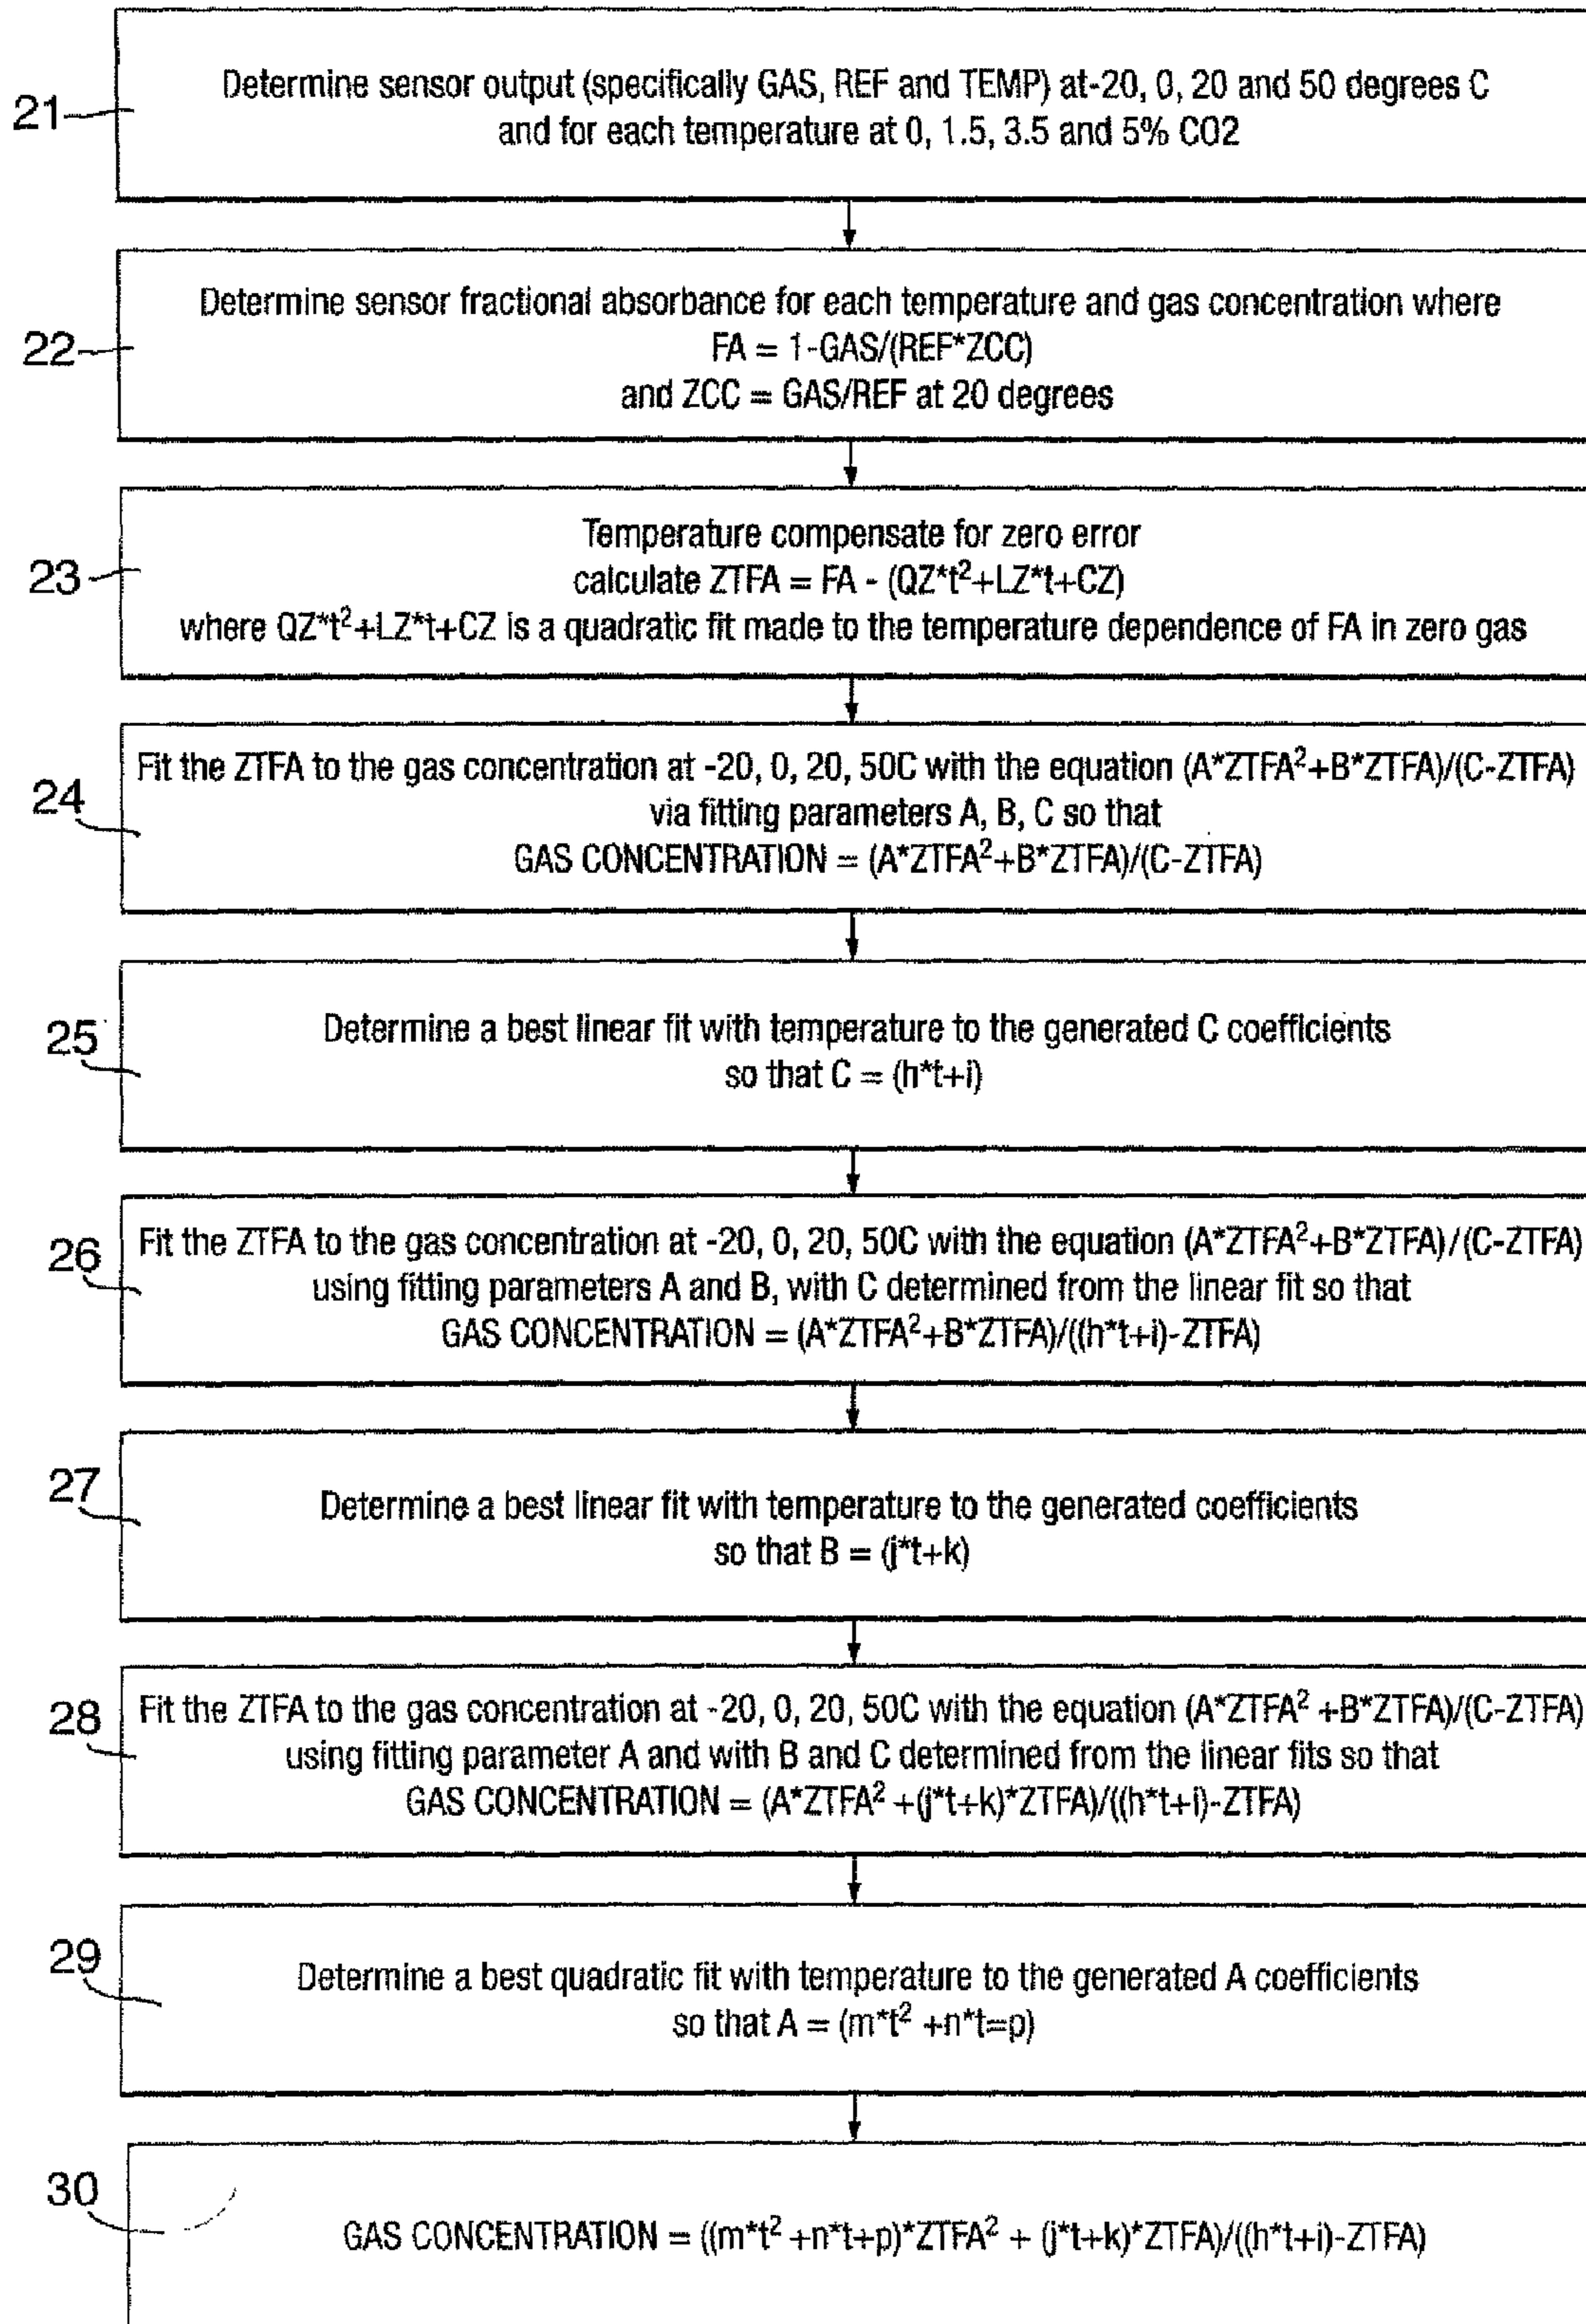 21
Determine sensor output (specifically GAS, REF and TEMP) at-20, 0, 20 and 50 degrees C
and for each temperature at 0, 1.5, 3.5 and 5% CO2
22
Determine sensor fractional absorbance for each temperature and gas concentration where
FA = 1-GAS/(REF*ZCC)
and ZCC = GAS/REF at 20 degrees
23
Temperature compensate for zero error
calculate ZTFA = FA - (QZ*t²+LZ*t+CZ)
where QZ*t²+LZ*t+CZ is a quadratic fit made to the temperature dependence of FA in zero gas
24
Fit the ZTFA to the gas concentration at -20, 0, 20, 50C with the equation (A*ZTFA²+B*ZTFA)/(C-ZTFA)
via fitting parameters A, B, C so that
GAS CONCENTRATION = (A*ZTFA²+B*ZTFA)/(C-ZTFA)
25
Determine a best linear fit with temperature to the generated C coefficients
so that C = (h*t+i)
26
Fit the ZTFA to the gas concentration at -20, 0, 20, 50C with the equation (A*ZTFA²+B*ZTFA)/(C-ZTFA)
using fitting parameters A and B, with C determined from the linear fit so that
GAS CONCENTRATION = (A*ZTFA²+B*ZTFA)/((h*t+i)-ZTFA)
27
Determine a best linear fit with temperature to the generated coefficients
so that B = (j*t+k)
28
Fit the ZTFA to the gas concentration at -20, 0, 20, 50C with the equation (A*ZTFA² +B*ZTFA)/(C-ZTFA)
using fitting parameter A and with B and C determined from the linear fits so that
GAS CONCENTRATION = (A*ZTFA² +(j*t+k)*ZTFA)/((h*t+i)-ZTFA)
29
Determine a best quadratic fit with temperature to the generated A coefficients
so that A = (m*t² +n*t=p)
30
GAS CONCENTRATION = ((m*t² +n*t+p)*ZTFA² + (j*t+k)*ZTFA)/((h*t+i)-ZTFA)